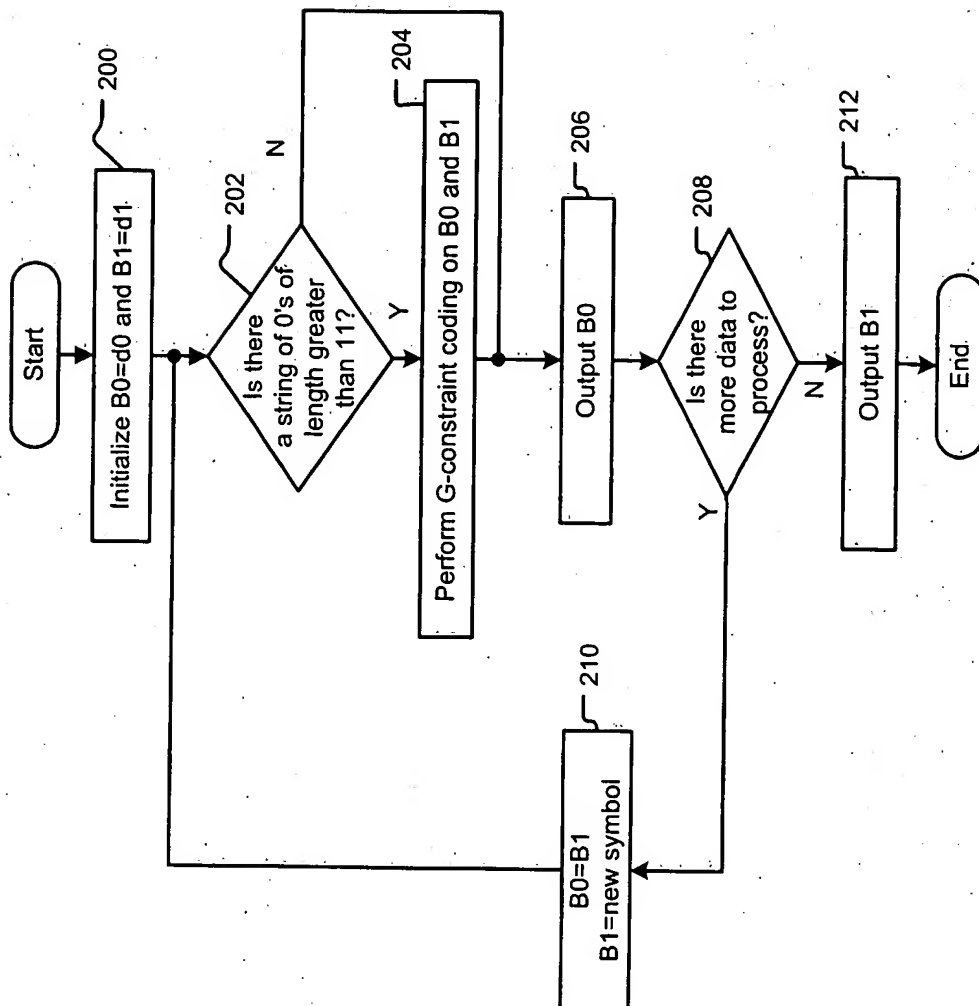 Start
200
Initialize B0=d0 and B1=d1
202
Is there
a string of 0's of
length greater
than 11?
N
Y
204
Perform G-constraint coding on B0 and B1
206
Output B0
208
Is there
more data to
process?
Y
N
210
B0=B1
B1=new symbol
212
Output B1
End